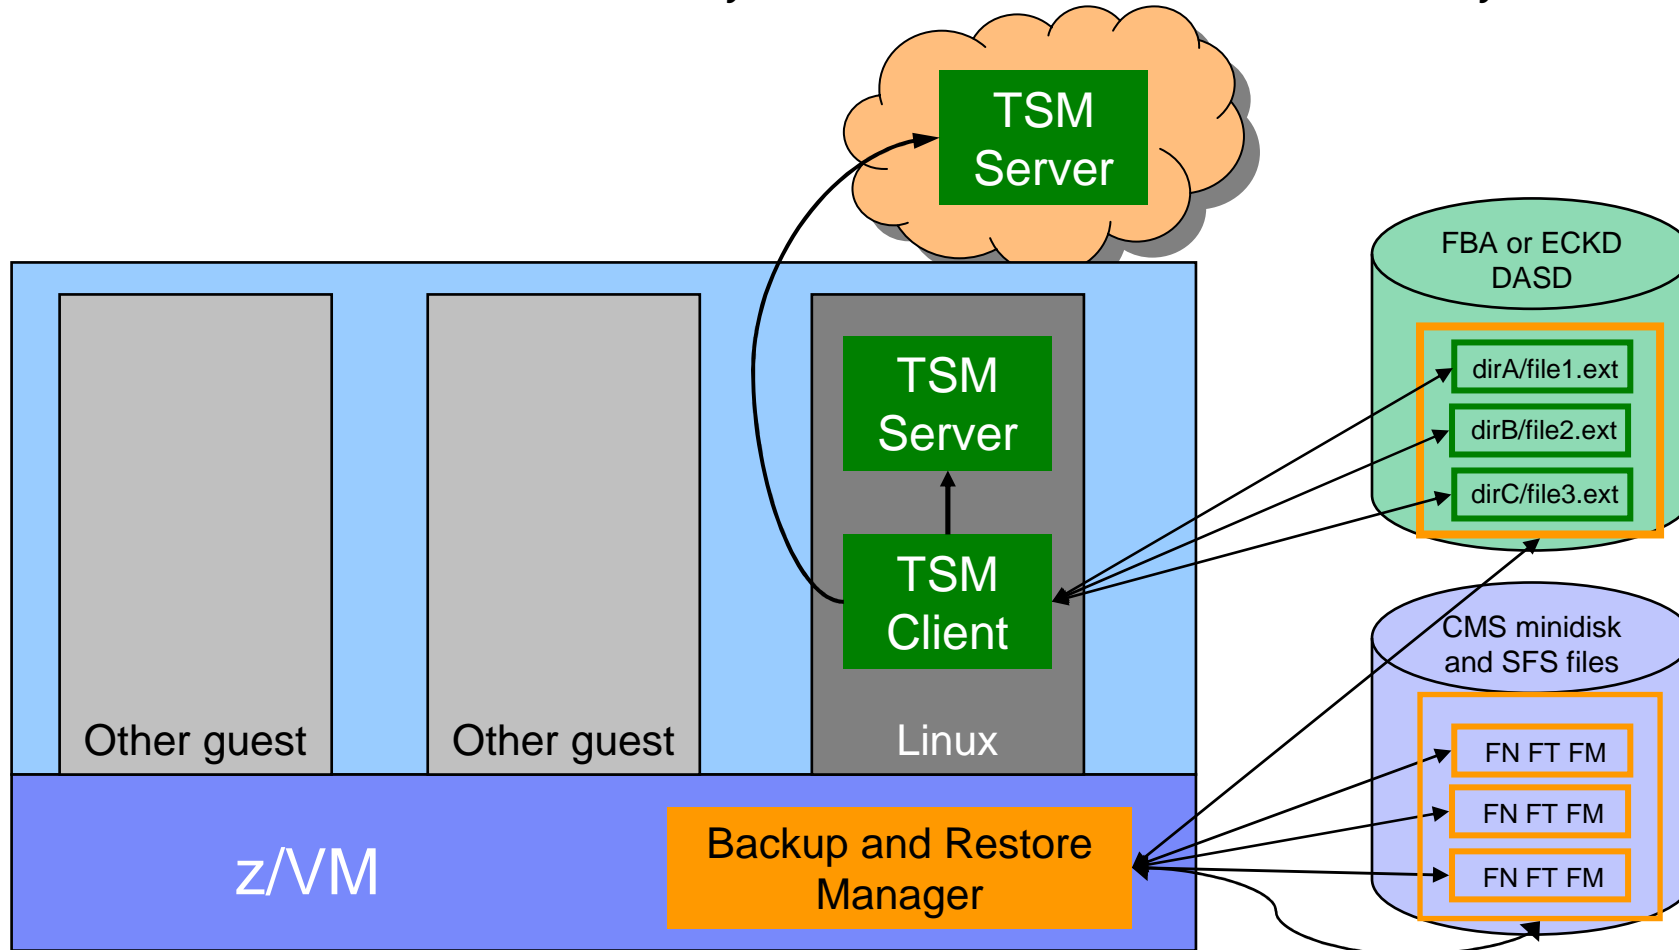 TSM
Server
FBA or ECKD
DASD
dirA/file1.ext
dirB/file2.ext
dirC/file3.ext
TSM
Server
TSM
Client
CMS minidisk
and SFS files
FN FT FM
FN FT FM
FN FT FM
Other guest
Other guest
Linux
z/VM
Backup and Restore
Manager